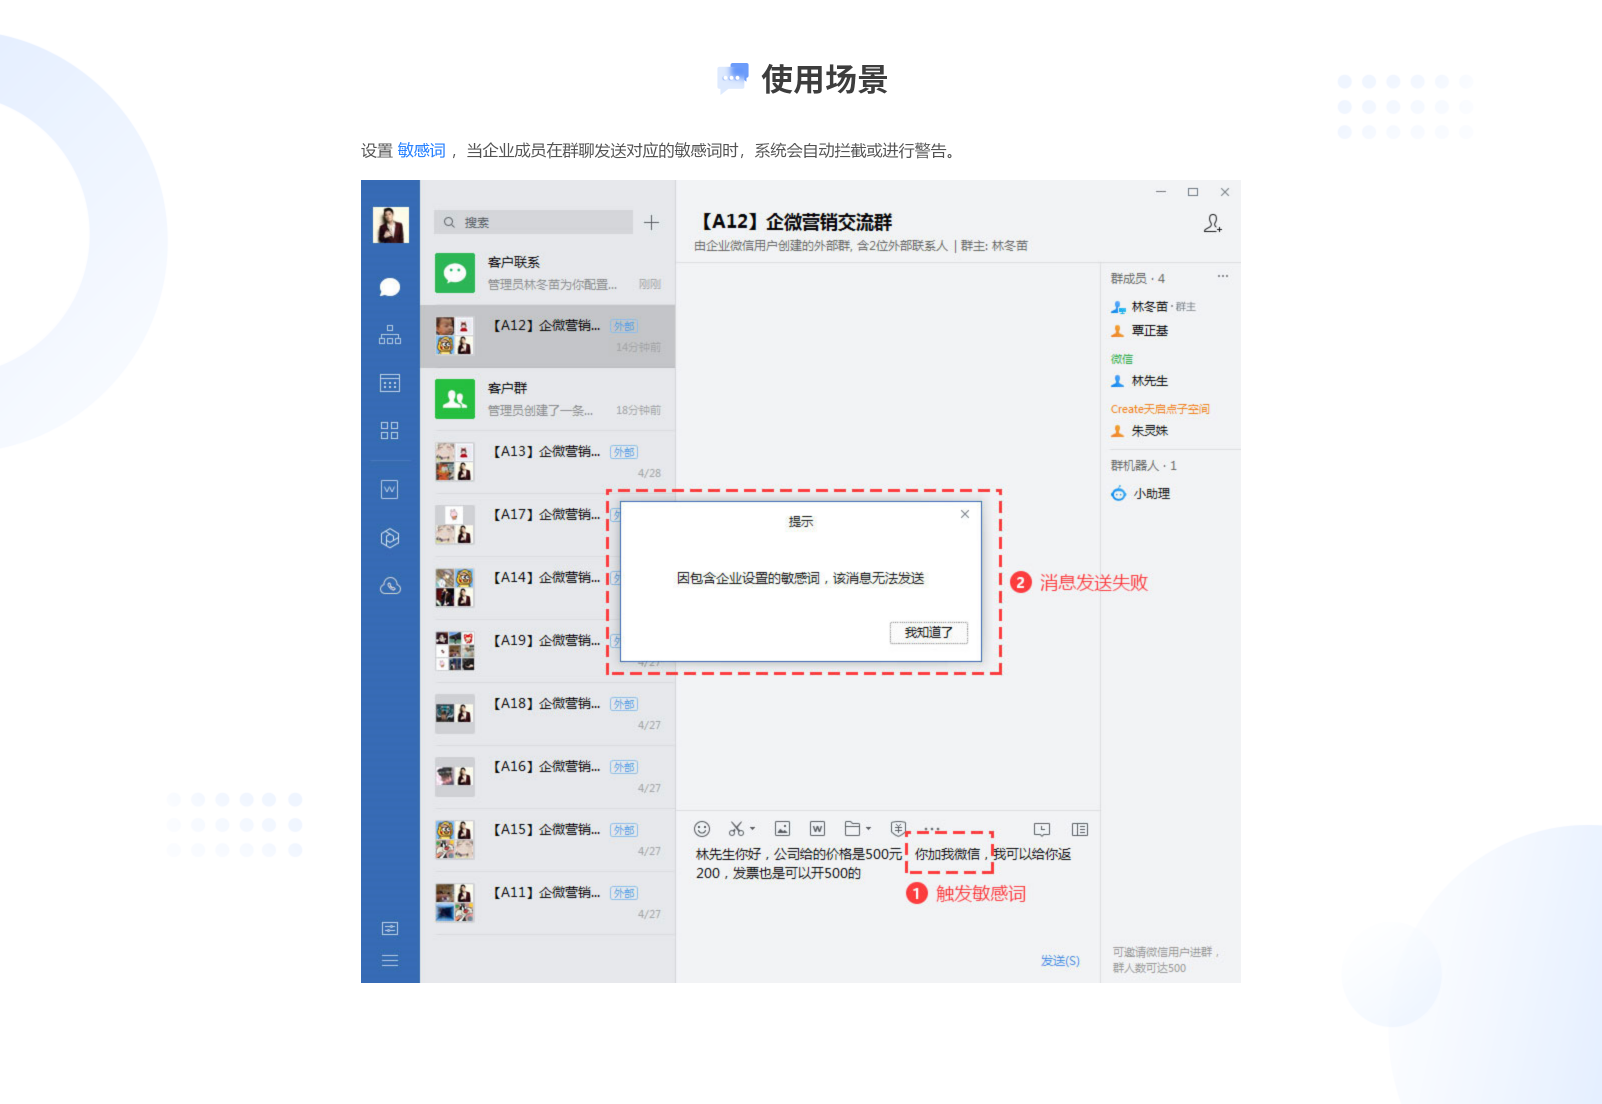 使用场景
设置 敏感词 ，当企业成员在群聊发送对应的敏感词时，系统会自动拦截或进行警告。
搜索
客户联系
管理员林冬苗为你配置... 刚刚
【A12】企微营销... 外部
14分钟前
客户群
管理员创建了一条... 18分钟前
【A13】企微营销... 外部
4/28
【A17】企微营销...
【A14】企微营销...
【A19】企微营销...
4/27
【A18】企微营销... 外部
4/27
【A16】企微营销... 外部
4/27
【A15】企微营销... 外部
4/27
【A11】企微营销... 外部
4/27
【A12】企微营销交流群
由企业微信用户创建的外部群, 含2位外部联系人 | 群主: 林冬苗
提示
因包含企业设置的敏感词，该消息无法发送
我知道了
2 消息发送失败
林先生你好，公司给的价格是500元 你加我微信，我可以给你返
200，发票也是可以开500的
1 触发敏感词
发送(S)
群成员 · 4
林冬苗 · 群主
覃正基
微信
林先生
Create天启点子空间
朱灵姝
群机器人 · 1
小助理
可邀请微信用户进群，
群人数可达500